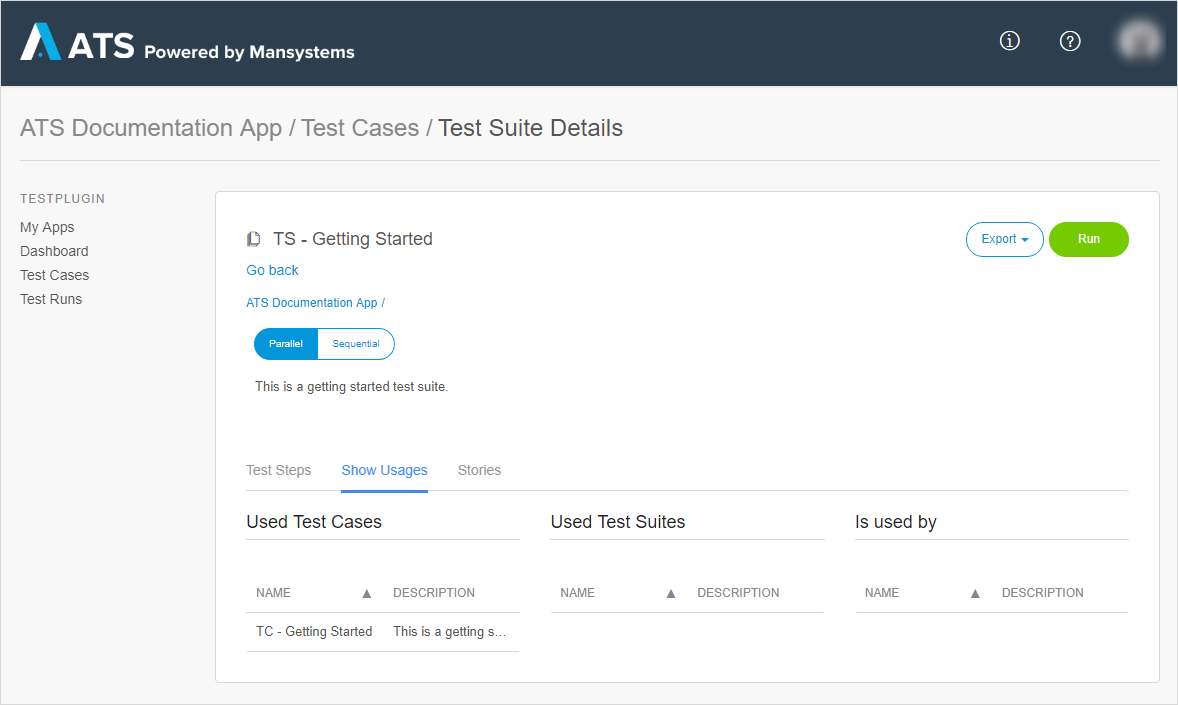 ATS Powered by Mansystems
ATS Documentation App / Test Cases / Test Suite Details
TESTPLUGIN
My Apps
Dashboard
Test Cases
Test Runs
TS - Getting Started
Export
Run
Go back
ATS Documentation App /
Parallel
Sequential
This is a getting started test suite.
Test Steps
Show Usages
Stories
Used Test Cases
NAME ▲ DESCRIPTION
TC - Getting Started This is a getting s...
Used Test Suites
NAME ▲ DESCRIPTION
Is used by
NAME ▲ DESCRIPTION